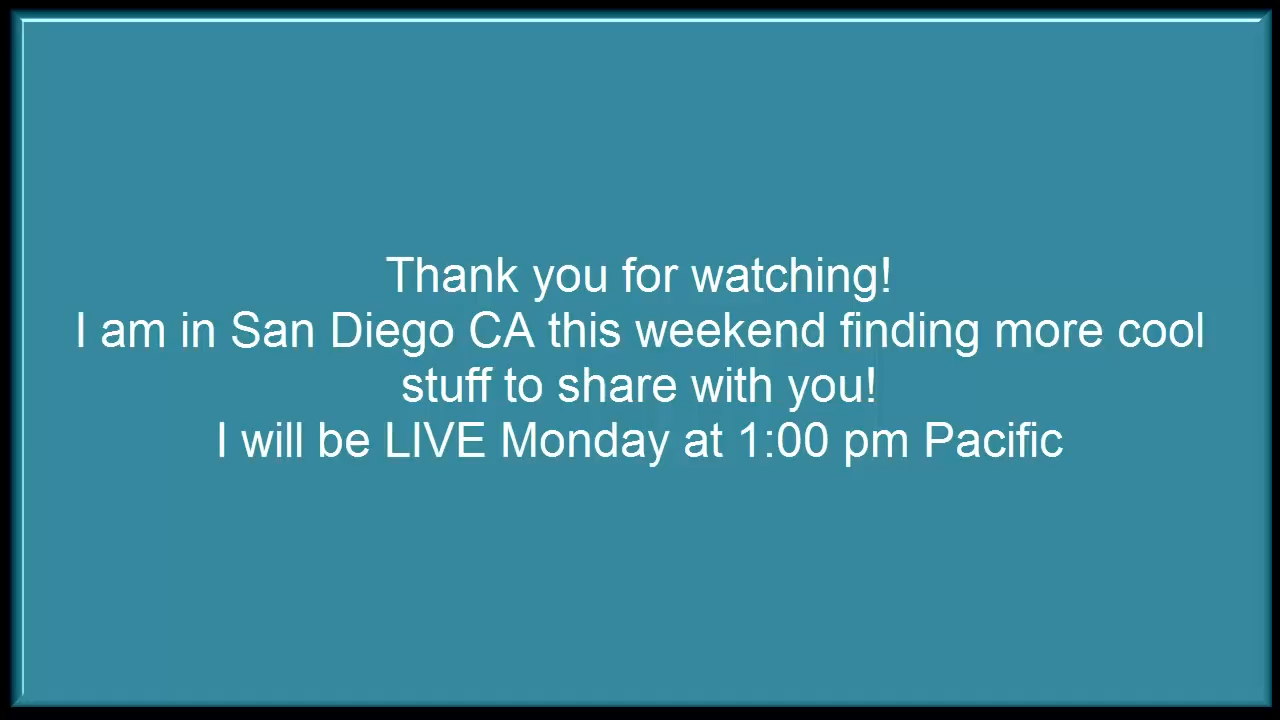 Thank you for watching!
I am in San Diego CA this weekend finding more cool
stuff to share with you!
I will be LIVE Monday at 1:00 pm Pacific